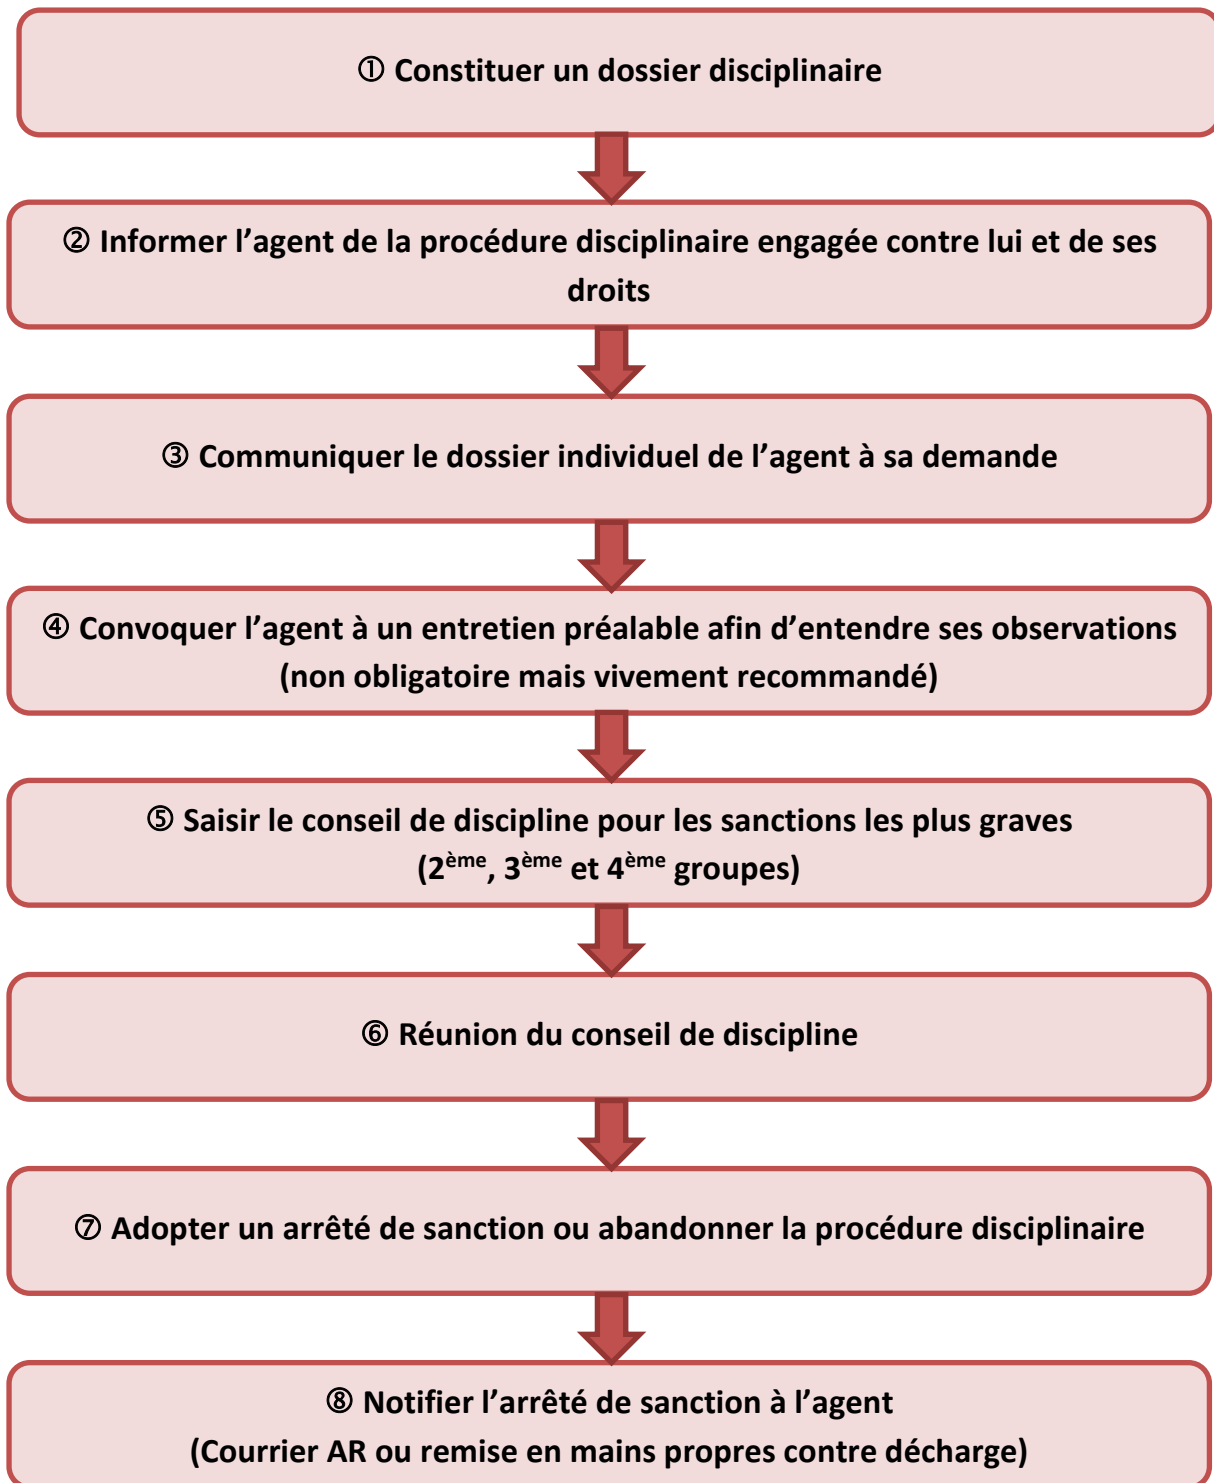 ① Constituer un dossier disciplinaire
② Informer l’agent de la procédure disciplinaire engagée contre lui et de ses
droits
③ Communiquer le dossier individuel de l’agent à sa demande
④ Convoquer l’agent à un entretien préalable afin d’entendre ses observations
(non obligatoire mais vivement recommandé)
⑤ Saisir le conseil de discipline pour les sanctions les plus graves
(2ème, 3ème et 4ème groupes)
⑥ Réunion du conseil de discipline
⑦ Adopter un arrêté de sanction ou abandonner la procédure disciplinaire
⑧ Notifier l’arrêté de sanction à l’agent
(Courrier AR ou remise en mains propres contre décharge)